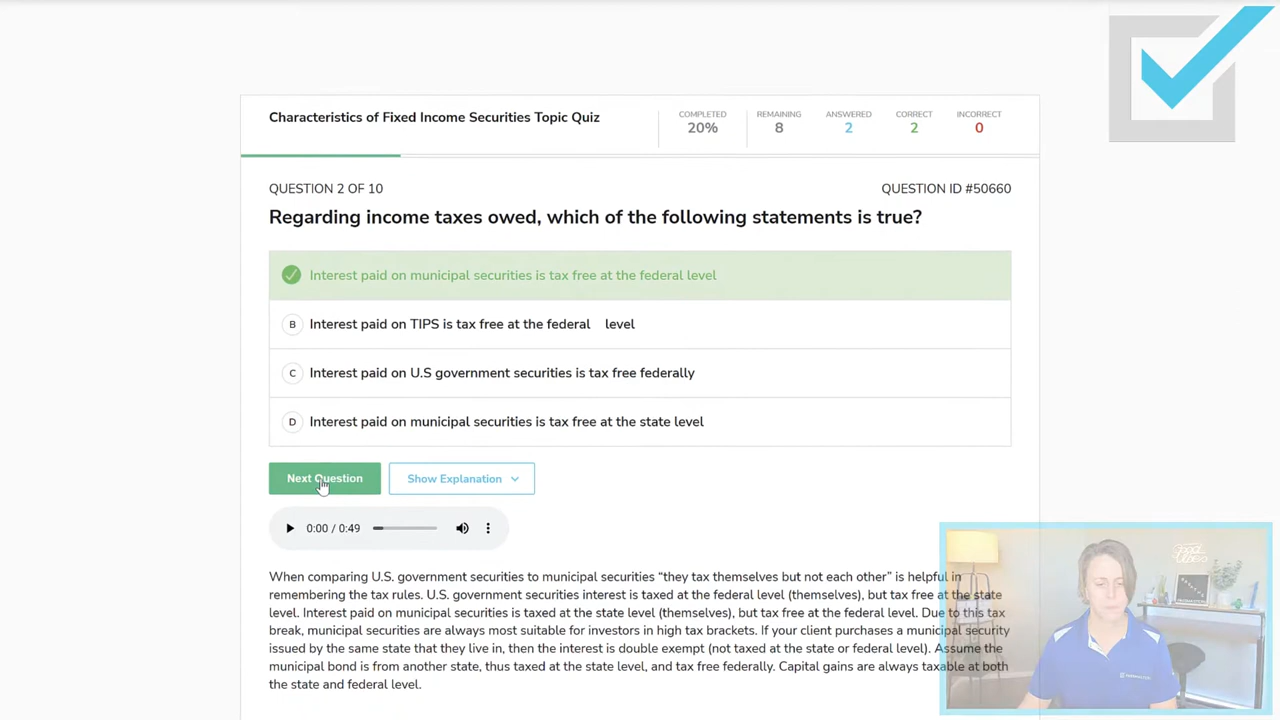 Characteristics of Fixed Income Securities Topic Quiz
COMPLETED
20%
REMAINING
8
ANSWERED
2
CORRECT
2
INCORRECT
0
QUESTION 2 OF 10
QUESTION ID #50660
Regarding income taxes owed, which of the following statements is true?
Interest paid on municipal securities is tax free at the federal level
B Interest paid on TIPS is tax free at the federal level
C Interest paid on U.S government securities is tax free federally
D Interest paid on municipal securities is tax free at the state level
Next Question
Show Explanation
0:00 / 0:49
When comparing U.S. government securities to municipal securities “they tax themselves but not each other” is helpful in
remembering the tax rules. U.S. government securities interest is taxed at the federal level (themselves), but tax free at the state
level. Interest paid on municipal securities is taxed at the state level (themselves), but tax free at the federal level. Due to this tax
break, municipal securities are always most suitable for investors in high tax brackets. If your client purchases a municipal security
issued by the same state that they live in, then the interest is double exempt (not taxed at the state or federal level). Assume the
municipal bond is from another state, thus taxed at the state level, and tax free federally. Capital gains are always taxable at both
the state and federal level.